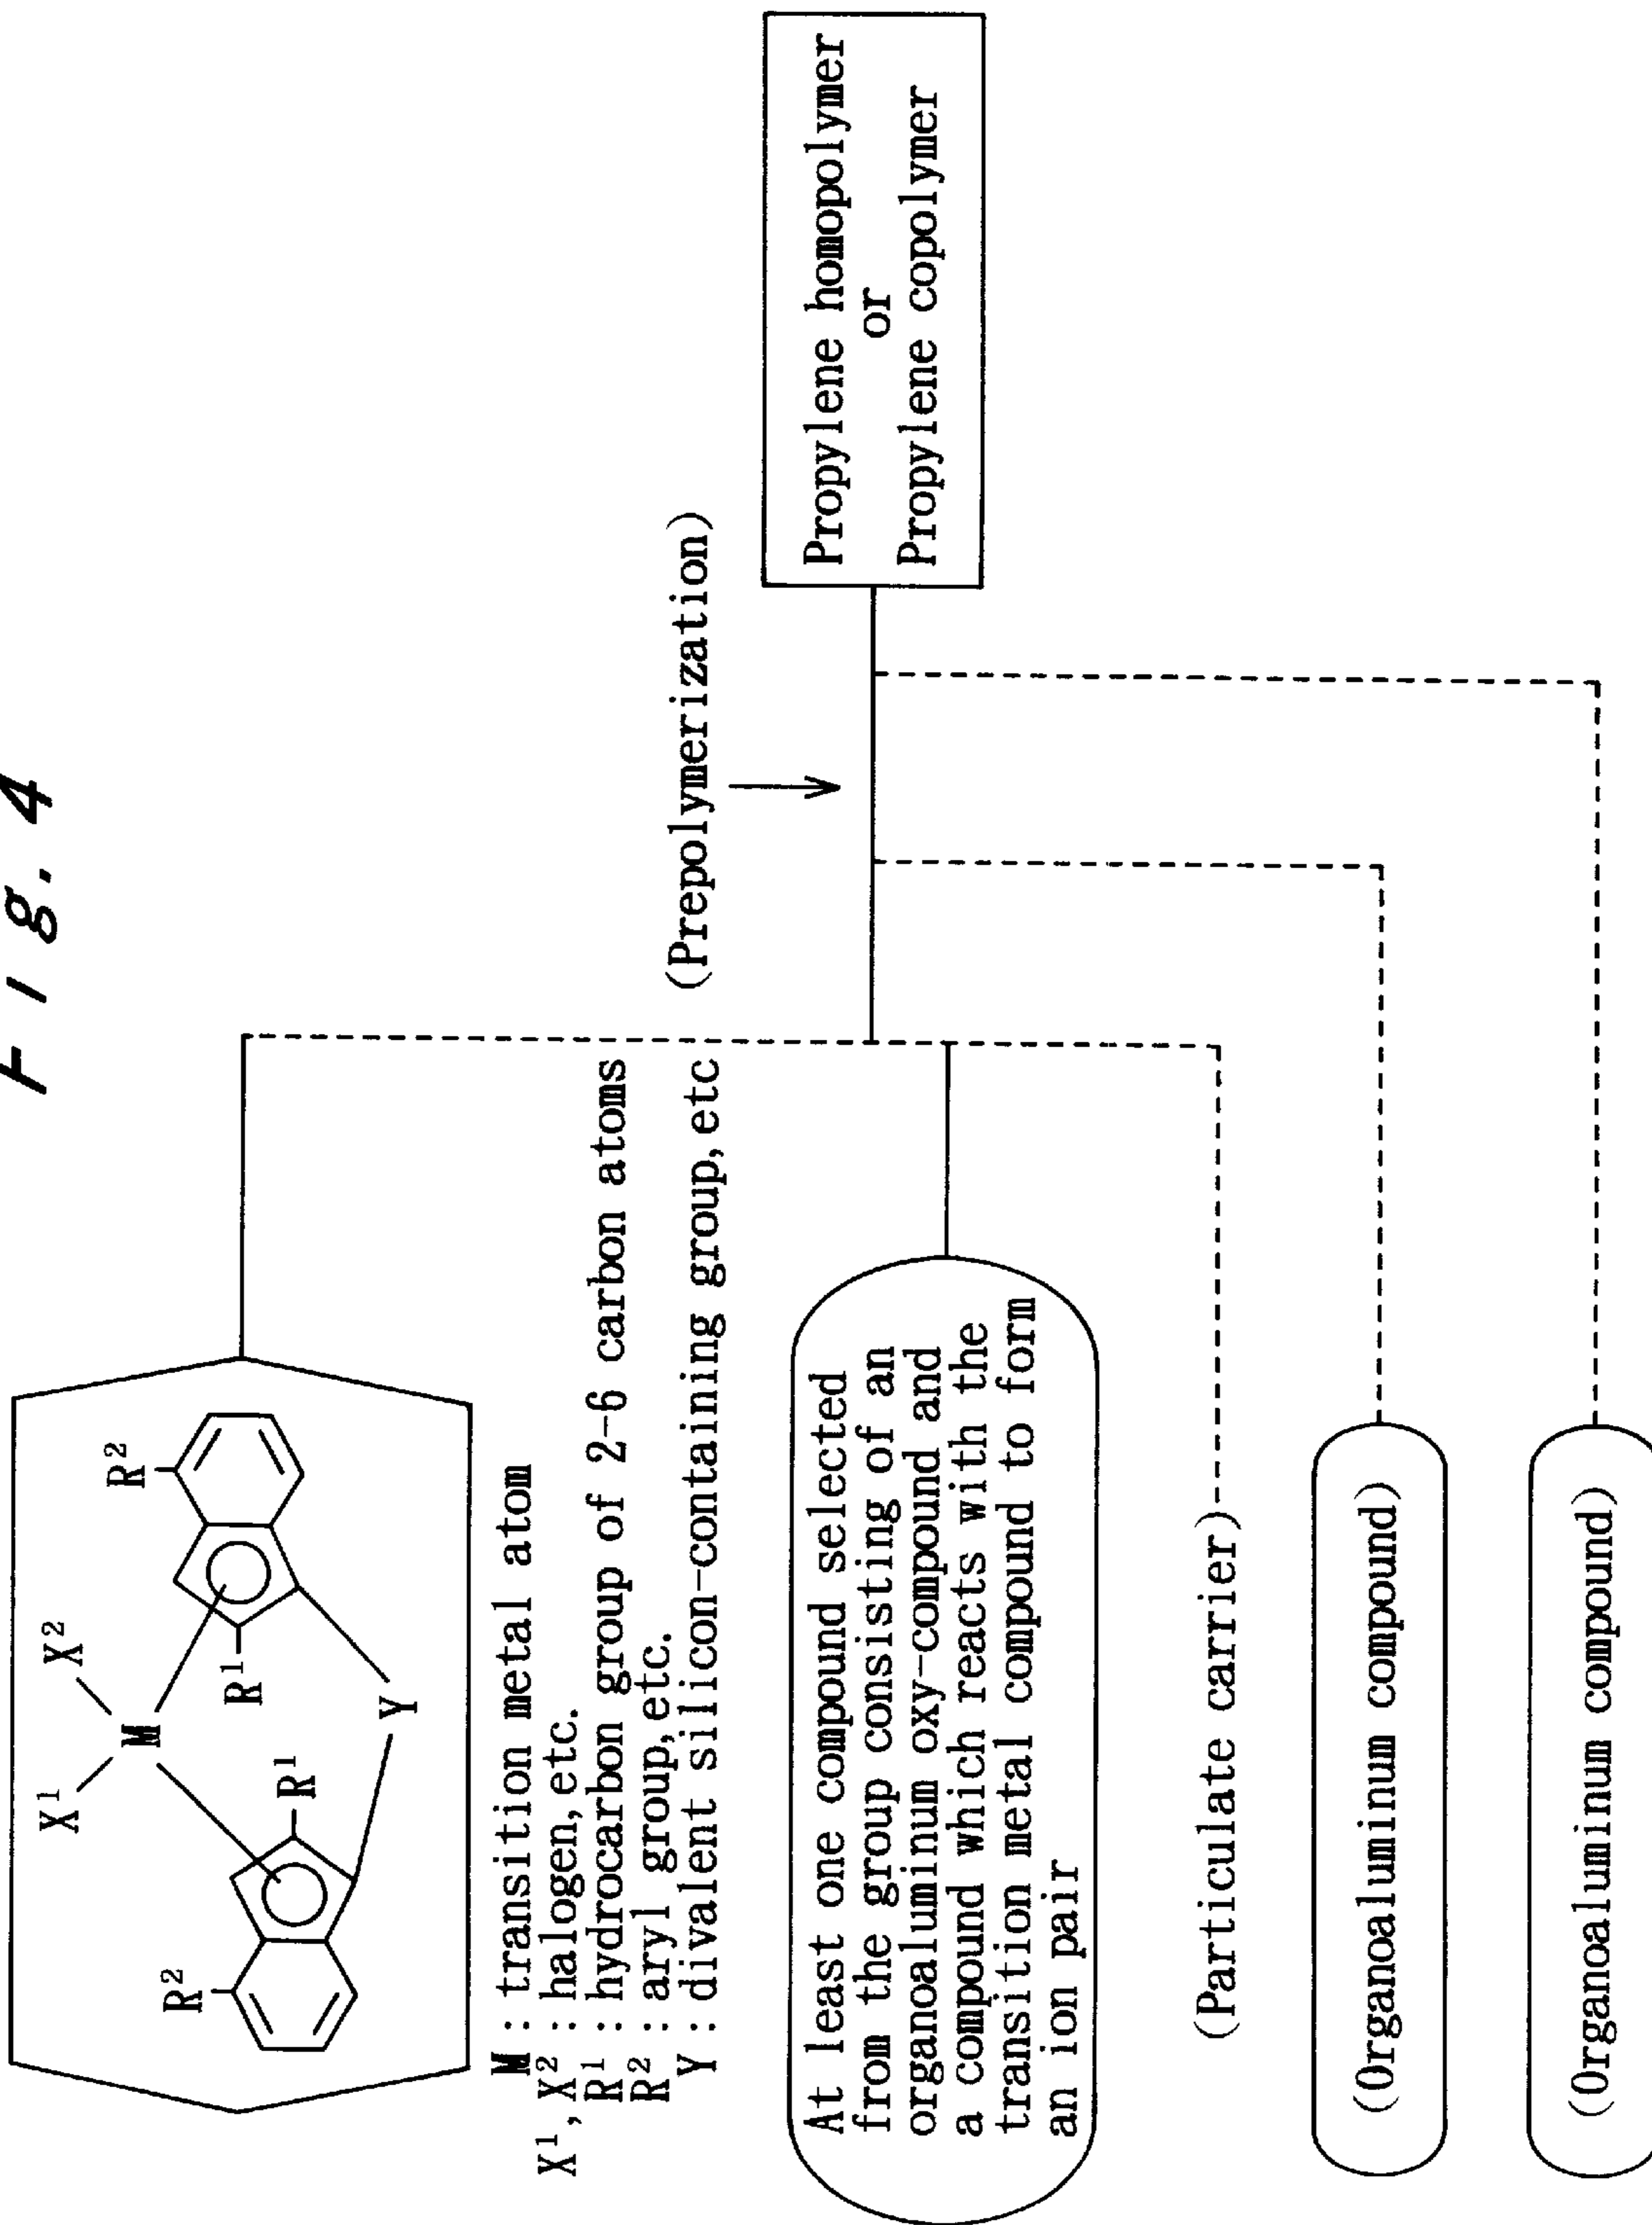 Fig. 4
X¹
X²
M
R²
R¹
R¹
R²
Y
M : transition metal atom
X¹, X² : halogen, etc.
R¹ : hydrocarbon group of 2-6 carbon atoms
R² : aryl group, etc.
Y : divalent silicon-containing group, etc
At least one compound selected
from the group consisting of an
organoaluminum oxy-compound and
a compound which reacts with the
transition metal compound to form
an ion pair
(Particulate carrier)
(Organoaluminum compound)
(Organoaluminum compound)
(Prepolymerization)
Propylene homopolymer
or
Propylene copolymer